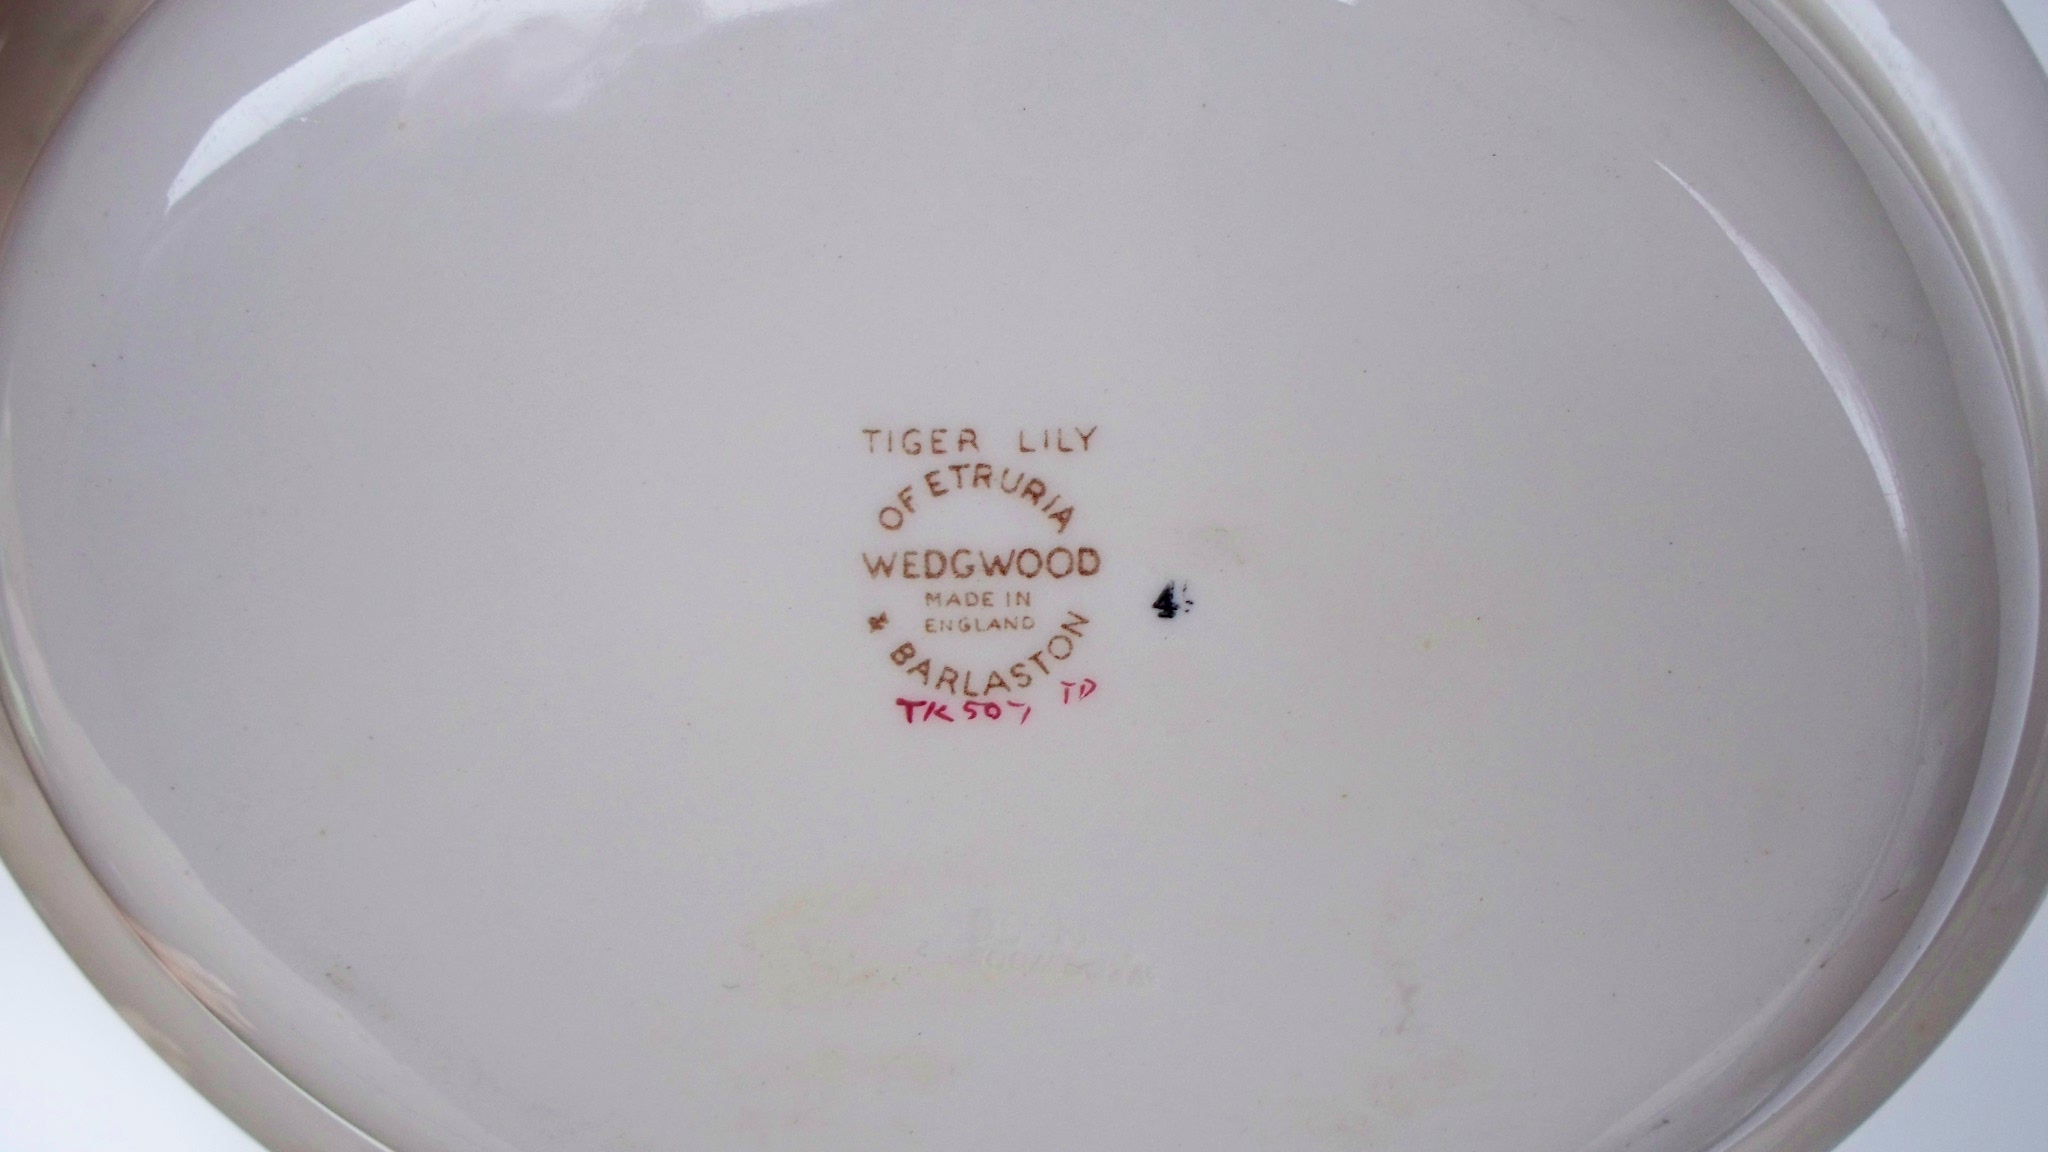 TIGER LILY
OF ETRURIA
WEDGWOOD
MADE IN
ENGLAND
& BARLASTON
TK507 TD
4